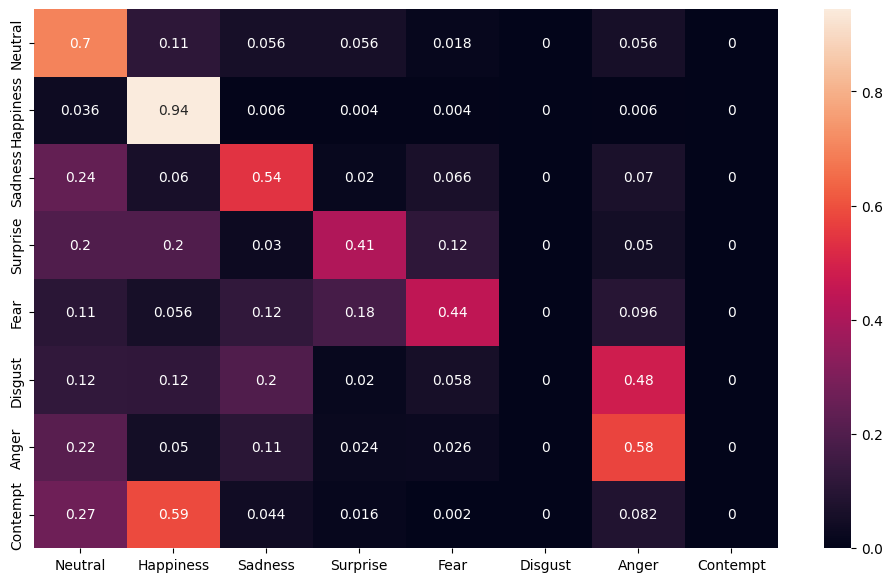 Neutral 0.7 0.11 0.056 0.056 0.018 0 0.056 0
Happiness 0.036 0.94 0.006 0.004 0.004 0 0.006 0
Sadness 0.24 0.06 0.54 0.02 0.066 0 0.07 0
Surprise 0.2 0.2 0.03 0.41 0.12 0 0.05 0
Fear 0.11 0.056 0.12 0.18 0.44 0 0.096 0
Disgust 0.12 0.12 0.2 0.02 0.058 0 0.48 0
Anger 0.22 0.05 0.11 0.024 0.026 0 0.58 0
Contempt 0.27 0.59 0.044 0.016 0.002 0 0.082 0
Neutral Happiness Sadness Surprise Fear Disgust Anger Contempt
0.8
0.6
0.4
0.2
0.0